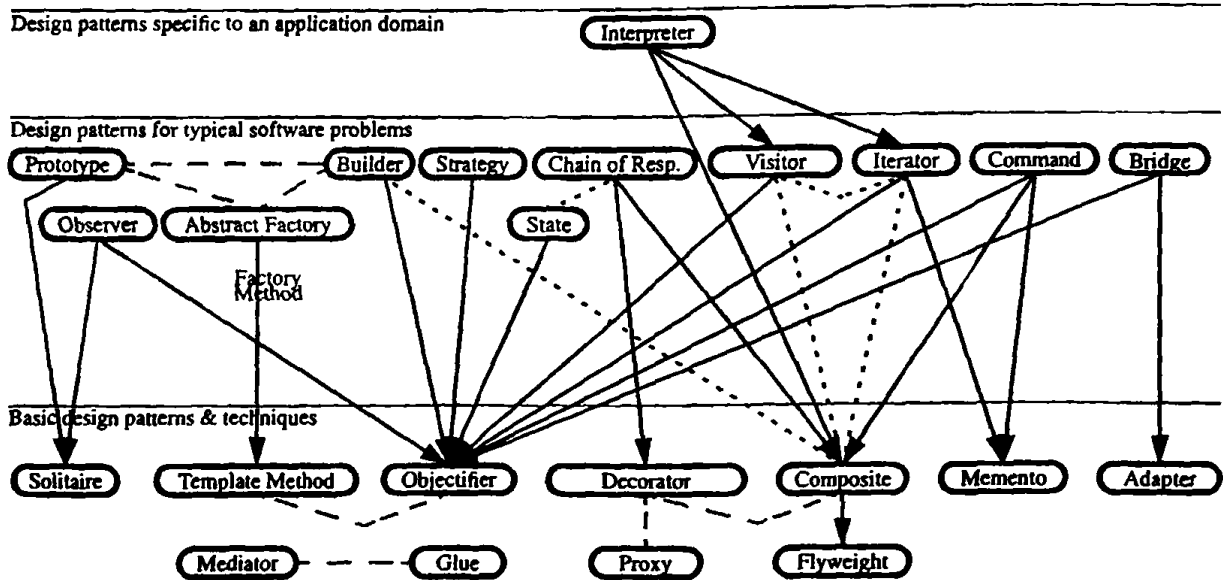 Design patterns specific to an application domain
Interpreter
Design patterns for typical software problems
Prototype
Builder
Strategy
Chain of Resp.
Visitor
Iterator
Command
Bridge
Observer
Abstract Factory
State
Factory
Method
Basic design patterns & techniques
Solitaire
Template Method
Objectifier
Decorator
Composite
Memento
Adapter
Mediator
Glue
Proxy
Flyweight